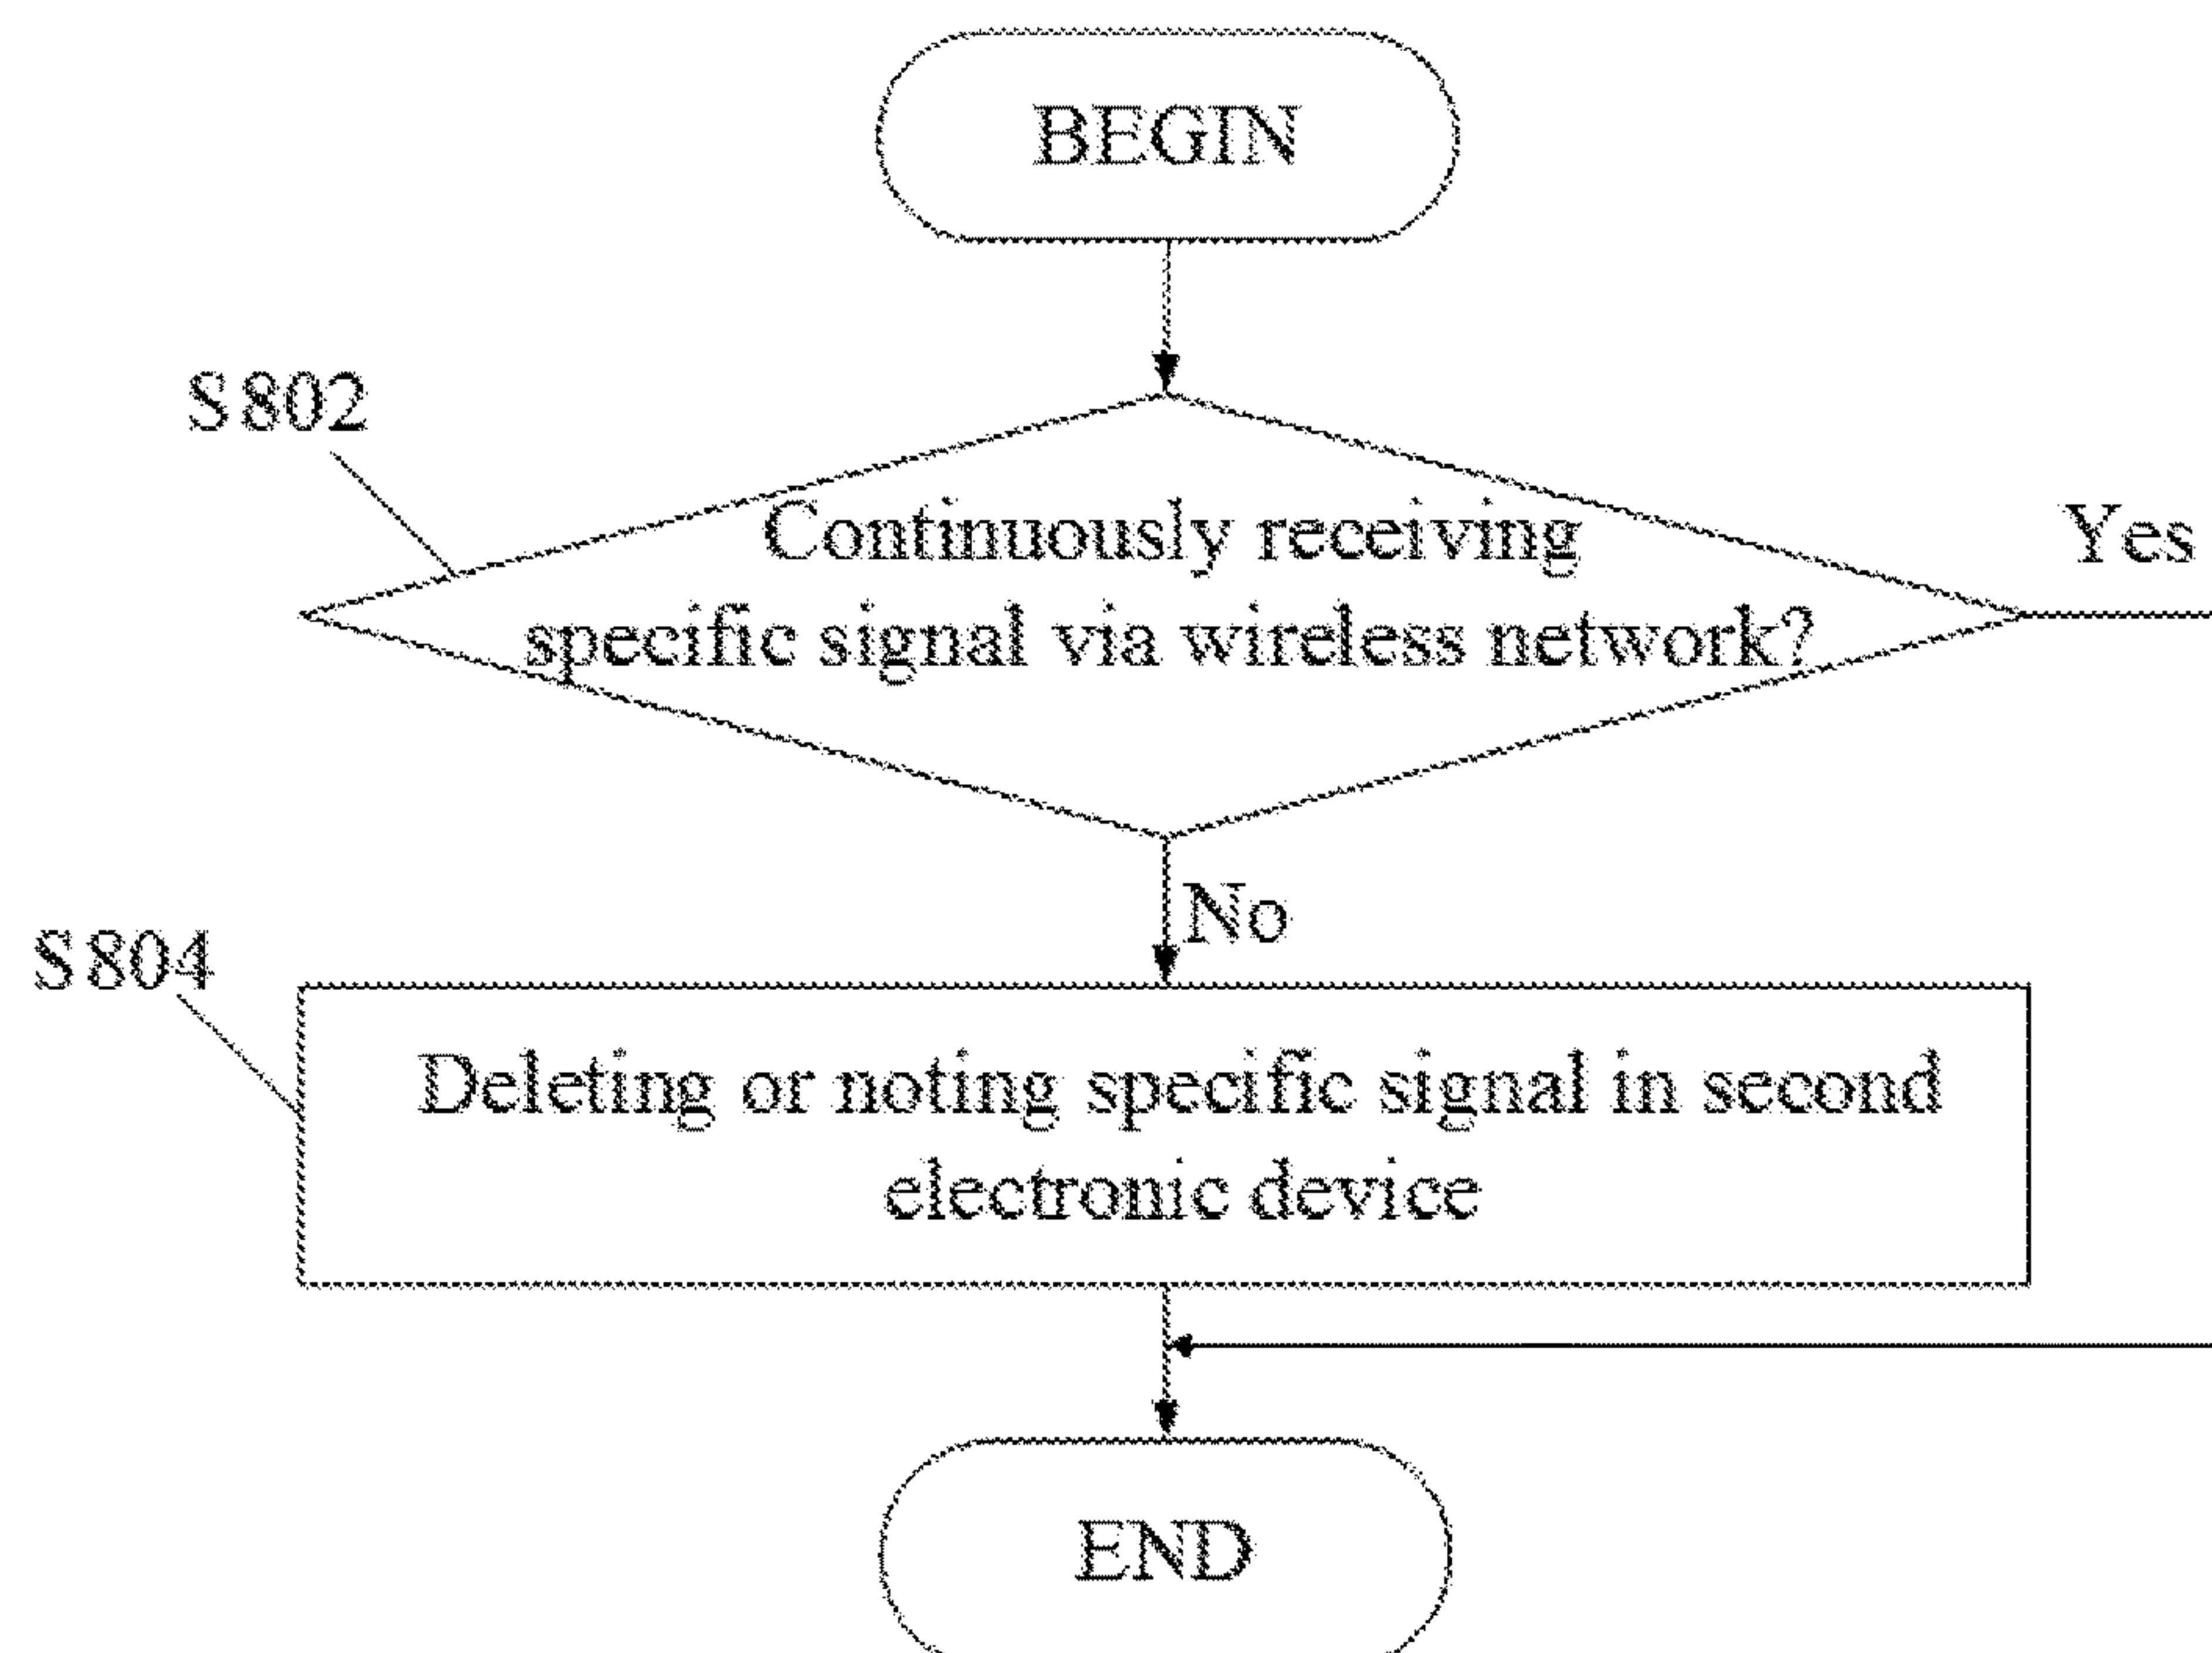 BEGIN
S802
Continuously receiving
specific signal via wireless network?
Yes
No
S804
Deleting or noting specific signal in second
electronic device
END